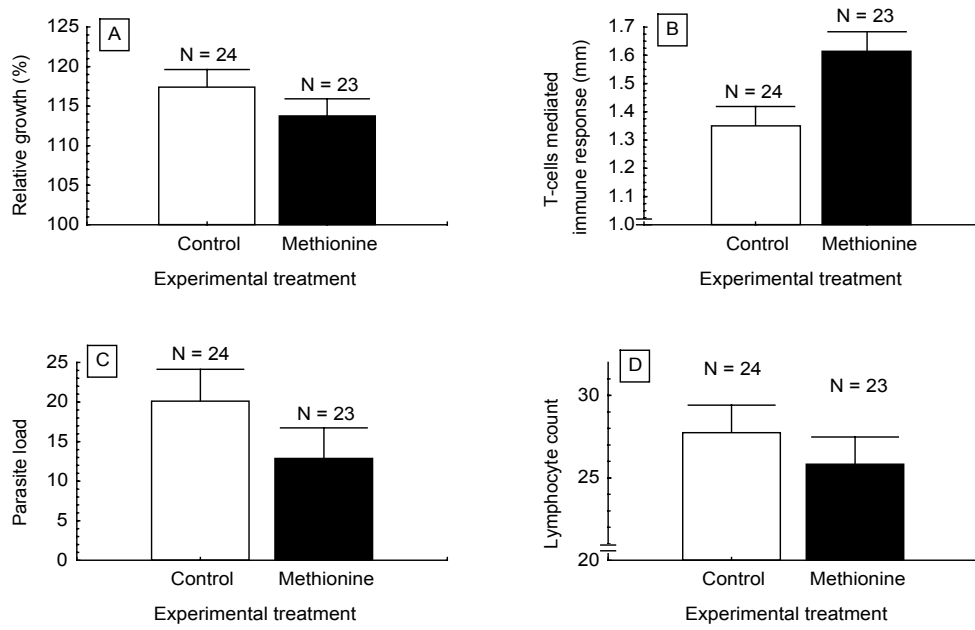 A
N = 24
N = 23
Relative growth (%)
125
120
115
110
105
100
Control Methionine
Experimental treatment
B
N = 23
N = 24
T-cells mediated
immune response (mm)
1.7
1.6
1.5
1.4
1.3
1.2
1.1
1.0
Control Methionine
Experimental treatment
C
N = 24
N = 23
Parasite load
25
20
15
10
5
0
Control Methionine
Experimental treatment
D
N = 24
N = 23
Lymphocyte count
30
25
20
Control Methionine
Experimental treatment